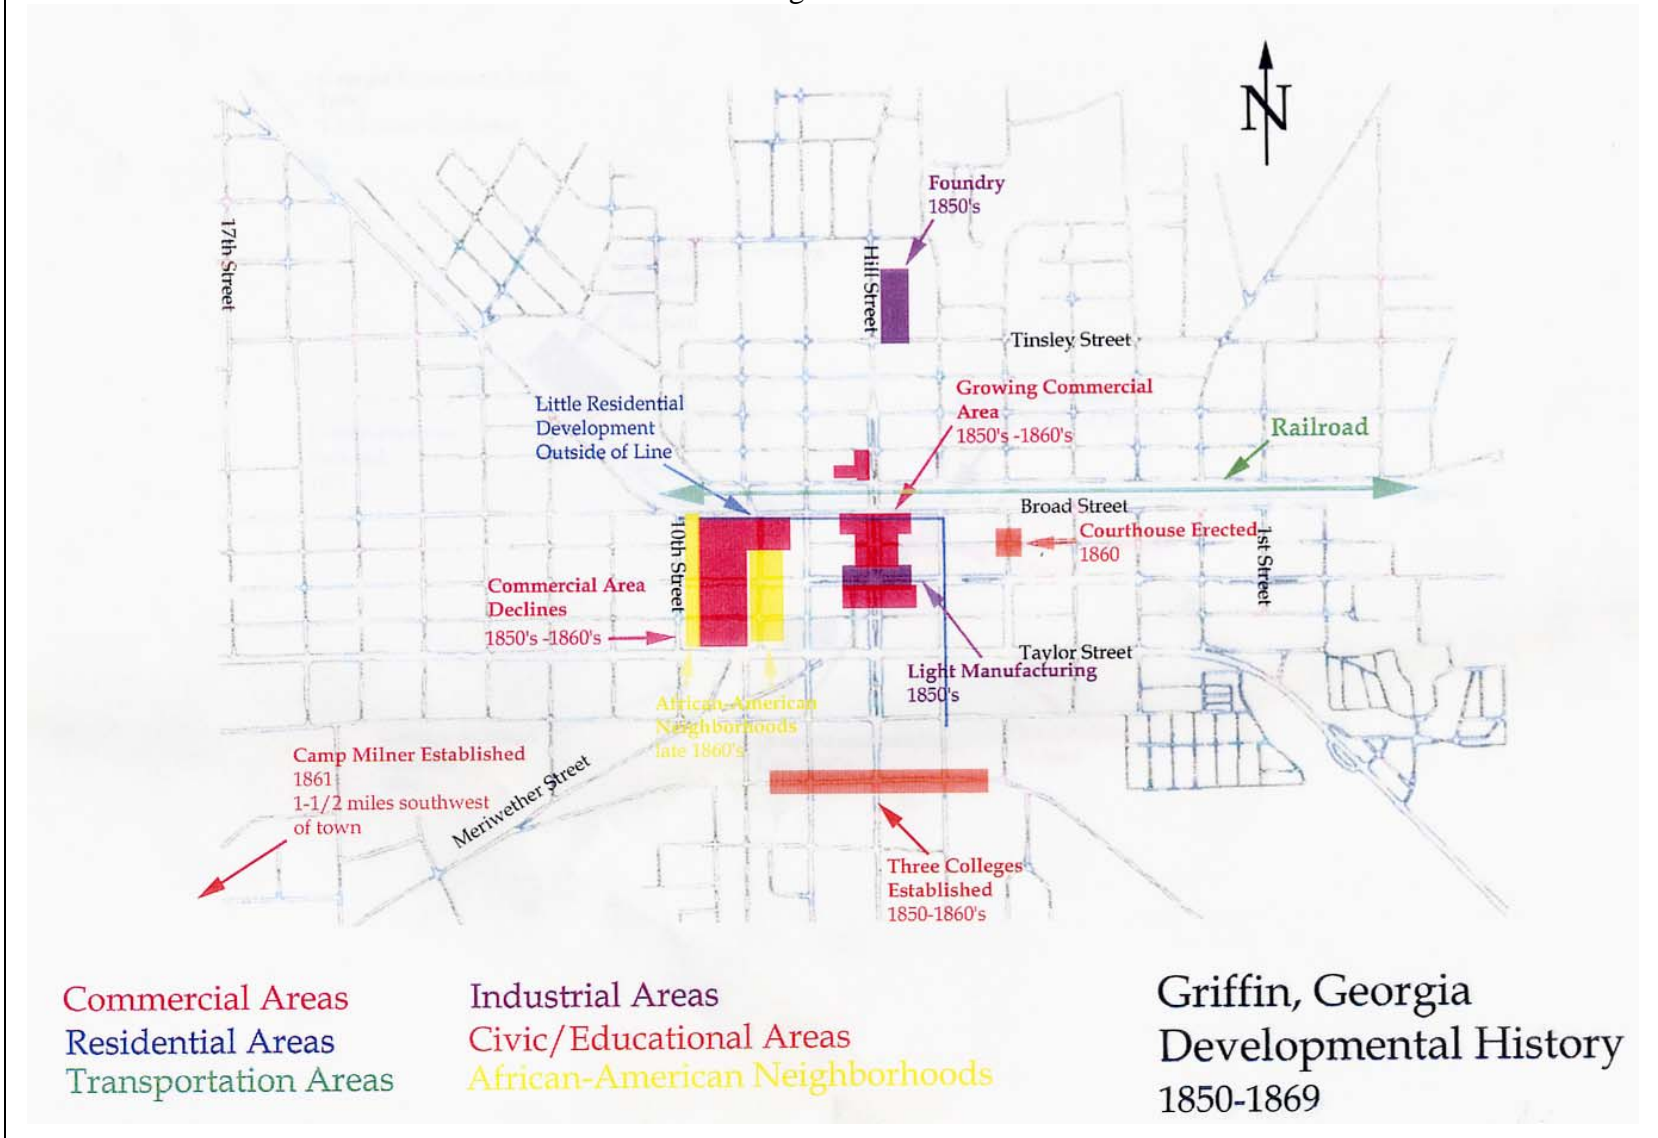 N
Foundry
1850's
17th Street
Hill Street
Tinsley Street
Growing Commercial
Area
1850's -1860's
Little Residential
Development
Outside of Line
Railroad
Broad Street
10th Street
Courthouse Erected
1860
1st Street
Commercial Area
Declines
1850's -1860's
Taylor Street
Light Manufacturing
1850's
African-American
Neighborhoods
late 1860's
Camp Milner Established
1861
1-1/2 miles southwest
of town
Meriwether Street
Three Colleges
Established
1850-1860's
Commercial Areas
Residential Areas
Transportation Areas
Industrial Areas
Civic/Educational Areas
African-American Neighborhoods
Griffin, Georgia
Developmental History
1850-1869